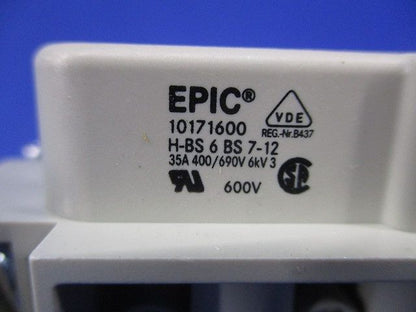 EPIC®
VDE
10171600
REG.-Nr.B437
H-BS 6 BS 7-12
35A 400/690V 6kV 3
600V